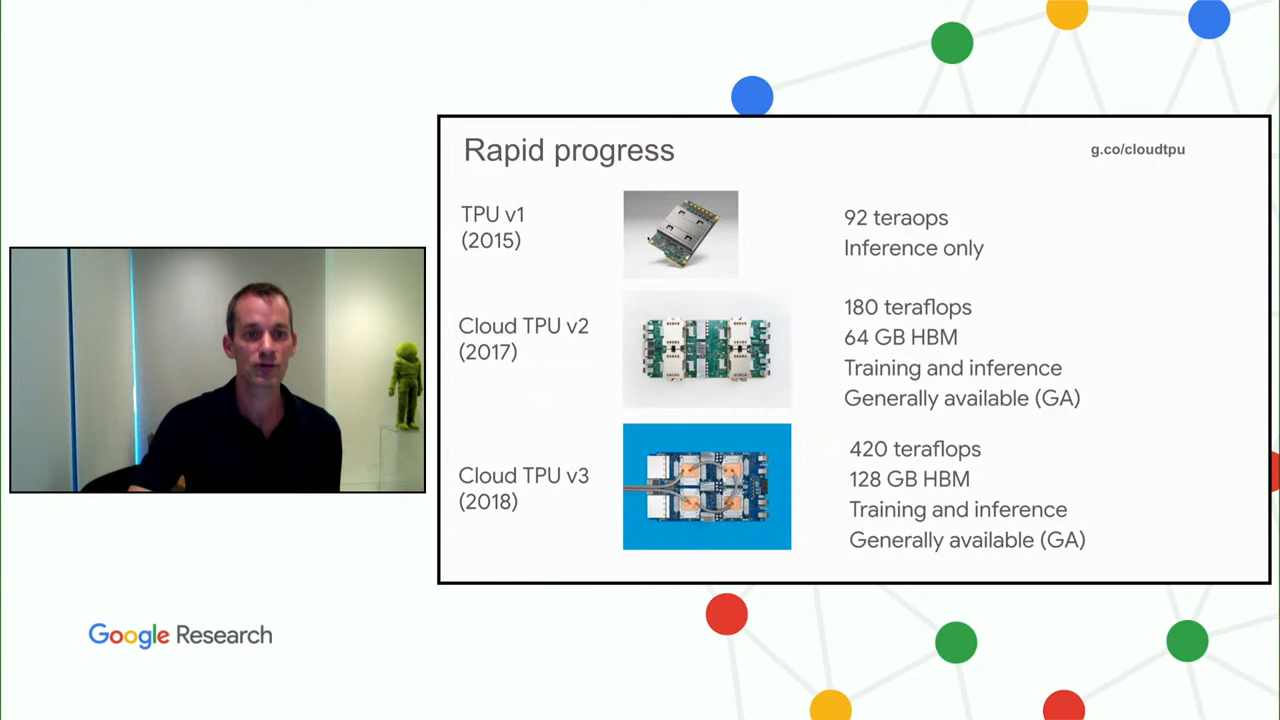 Rapid progress
g.co/cloudtpu
TPU v1
(2015)
92 teraops
Inference only
Cloud TPU v2
(2017)
180 teraflops
64 GB HBM
Training and inference
Generally available (GA)
Cloud TPU v3
(2018)
420 teraflops
128 GB HBM
Training and inference
Generally available (GA)
Google Research